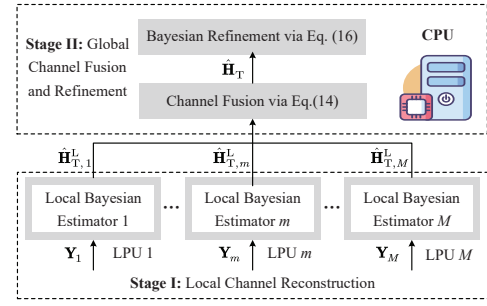 Stage II: Global
Channel Fusion
and Refinement
Bayesian Refinement via Eq. (16)
Ĥ_T
Channel Fusion via Eq.(14)
CPU
Ĥ^L_{T,1}
Ĥ^L_{T,m}
Ĥ^L_{T,M}
Local Bayesian
Estimator 1
...
Local Bayesian
Estimator m
...
Local Bayesian
Estimator M
Y_1 LPU 1
Y_m LPU m
Y_M LPU M
Stage I: Local Channel Reconstruction